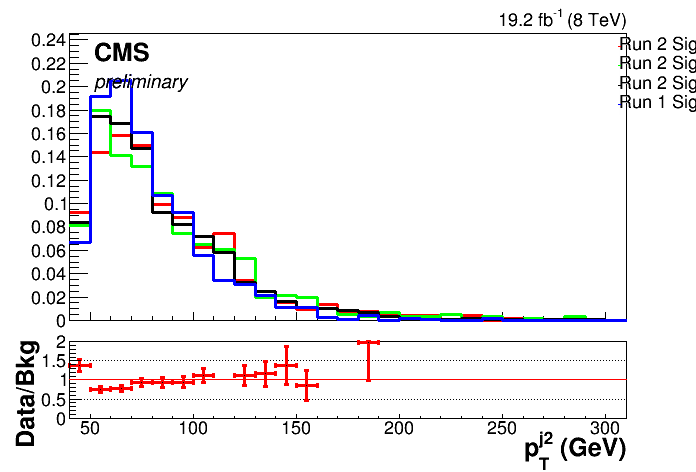 19.2 fb-1 (8 TeV)
CMS
preliminary
Run 2 Sig
Run 2 Sig
Run 2 Sig
Run 1 Sig
0.24
0.22
0.2
0.18
0.16
0.14
0.12
0.1
0.08
0.06
0.04
0.02
0
Data/Bkg
2
1.5
1
0.5
0
50 100 150 200 250 300
p_T^j2 (GeV)